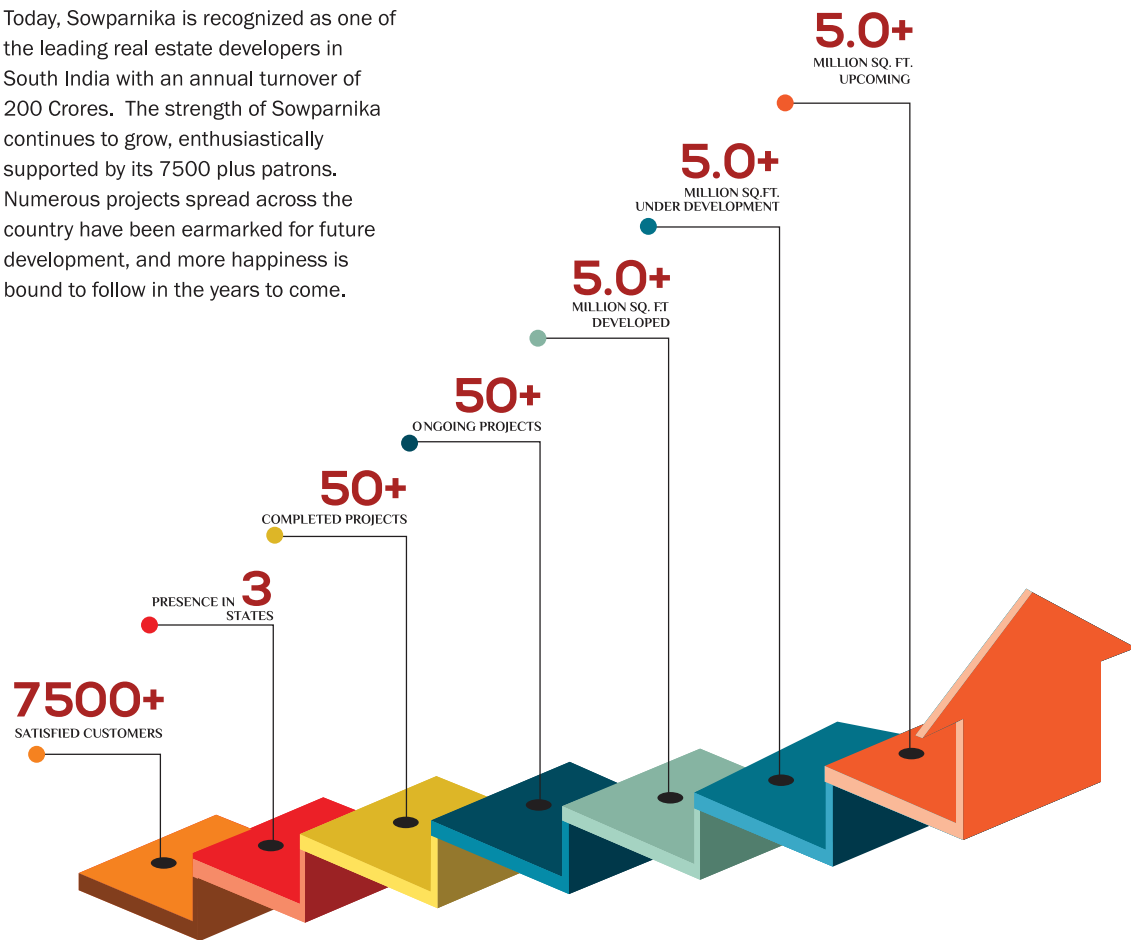 Today, Sowparnika is recognized as one of
the leading real estate developers in
South India with an annual turnover of
200 Crores.  The strength of Sowparnika
continues to grow, enthusiastically
supported by its 7500 plus patrons.
Numerous projects spread across the
country have been earmarked for future
development, and more happiness is
bound to follow in the years to come.
5.0+
MILLION SQ. FT.
UPCOMING
5.0+
MILLION SQ.FT.
UNDER DEVELOPMENT
5.0+
MILLION SQ. F.T
DEVELOPED
50+
ONGOING PROJECTS
50+
COMPLETED PROJECTS
PRESENCE IN 3
STATES
7500+
SATISFIED CUSTOMERS